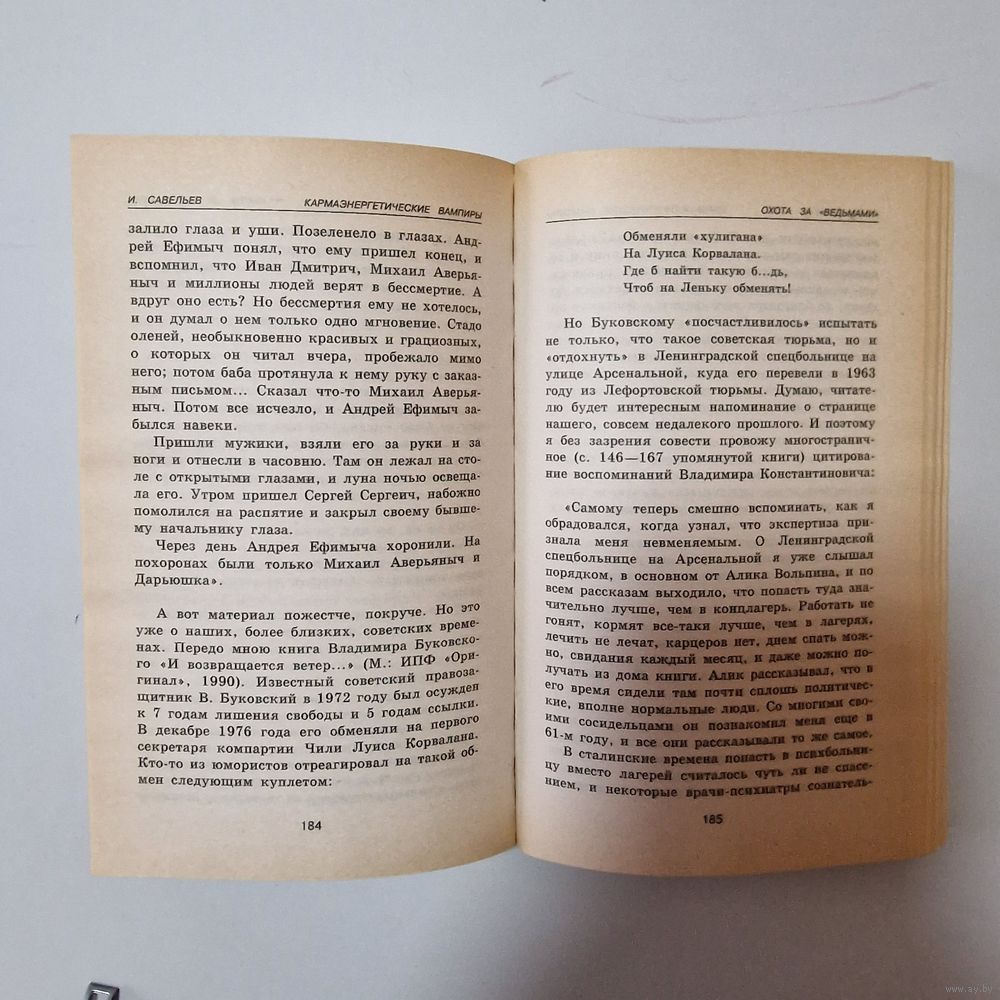 И. САВЕЛЬЕВ КАРМАЭНЕРГЕТИЧЕСКИЕ ВАМПИРЫ
залило глаза и уши. Позеленело в глазах. Анд-
рей Ефимыч понял, что ему пришел конец, и
вспомнил, что Иван Дмитрич, Михаил Аверья-
ныч и миллионы людей верят в бессмертие. А
вдруг оно есть? Но бессмертия ему не хотелось,
и он думал о нем только одно мгновение. Стадо
оленей, необыкновенно красивых и грациозных,
о которых он читал вчера, пробежало мимо
него; потом баба протянула к нему руку с заказ-
ным письмом... Сказал что-то Михаил Аверья-
ныч. Потом все исчезло, и Андрей Ефимыч за-
былся навеки.
Пришли мужики, взяли его за руки и за
ноги и отнесли в часовню. Там он лежал на сто-
ле с открытыми глазами, и луна ночью освеща-
ла его. Утром пришел Сергей Сергеич, набожно
помолился на распятие и закрыл своему бывше-
му начальнику глаза.
Через день Андрея Ефимыча хоронили. На
похоронах были только Михаил Аверьяныч и
Дарьюшка».
А вот материал пожестче, покруче. Но это
уже о наших, более близких, советских време-
нах. Передо мною книга Владимира Буковско-
го «И возвращается ветер...» (М.: ИПФ «Ори-
гинал», 1990). Известный советский правоза-
щитник В. Буковский в 1972 году был осужден
к 7 годам лишения свободы и 5 годам ссылки.
В декабре 1976 года его обменяли на первого
секретаря компартии Чили Луиса Корвалана.
Кто-то из юмористов отреагировал на такой об-
мен следующим куплетом:
184
ОХОТА ЗА «ВЕДЬМАМИ»
Обменяли «хулигана»
На Луиса Корвалана.
Где б найти такую б...дь,
Чтоб на Леньку обменять!
Но Буковскому «посчастливилось» испытать
не только, что такое советская тюрьма, но и
«отдохнуть» в Ленинградской спецбольнице на
улице Арсенальной, куда его перевели в 1963
году из Лефортовской тюрьмы. Думаю, читате-
лю будет интересным напоминание о странице
нашего, совсем недалекого прошлого. И поэтому
я без зазрения совести провожу многостранич-
ное (с. 146—167 упомянутой книги) цитирова-
ние воспоминаний Владимира Константиновича:
«Самому теперь смешно вспоминать, как я
обрадовался, когда узнал, что экспертиза при-
знала меня невменяемым. О Ленинградской
спецбольнице на Арсенальной я уже слышал
порядком, в основном от Алика Вольпина, и по
всем рассказам выходило, что попасть туда зна-
чительно лучше, чем в концлагерь. Работать не
гонят, кормят все-таки лучше, чем в лагерях,
лечить не лечат, карцеров нет, днем спать мож-
но, свидания каждый месяц, и даже можно по-
лучать из дома книги. Алик рассказывал, что в
его время сидели там почти сплошь политичес-
кие, вполне нормальные люди. Со многими сво-
ими сосидельцами он познакомил меня еще в
61-м году, и все они рассказывали то же самое.
В сталинские времена попасть в психбольни-
цу вместо лагерей считалось чуть ли не спасе-
нием, и некоторые врачи-психиатры сознатель-
185
www.ay.by